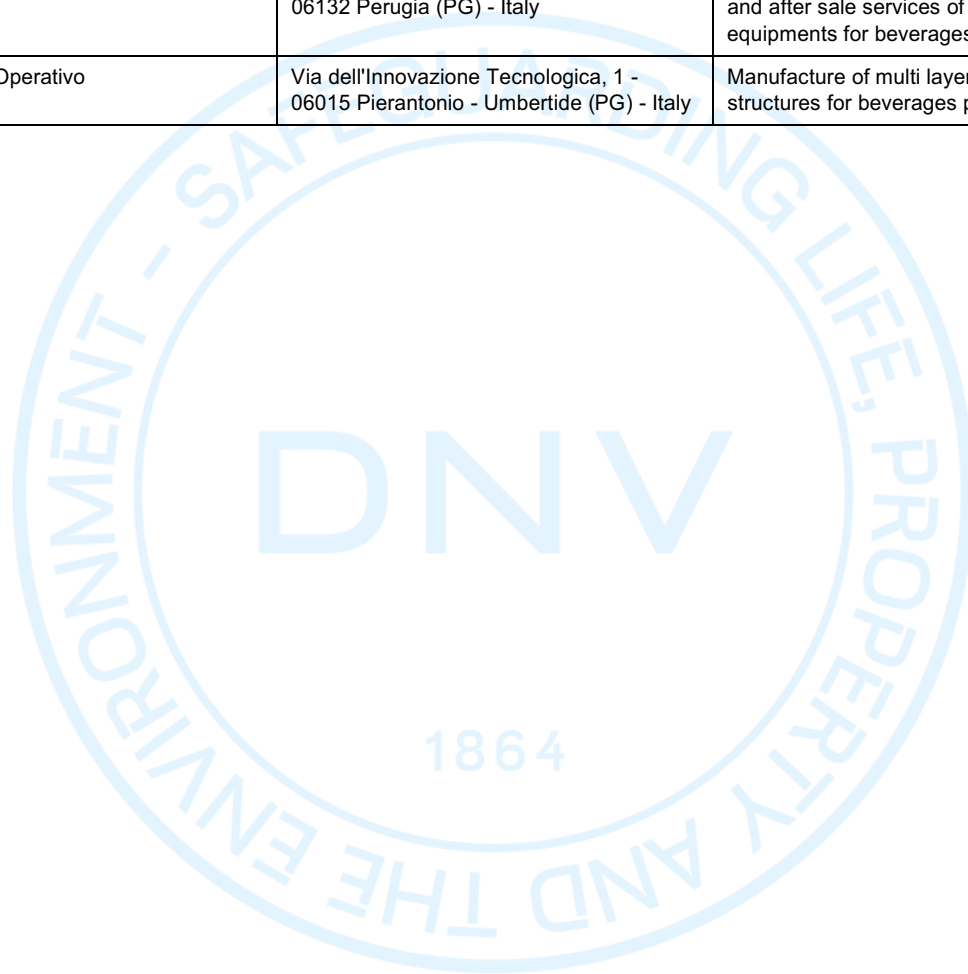 06132 Perugia (PG) - Italy
and after sale services of
equipments for beverages
Operativo
Via dell'Innovazione Tecnologica, 1 -
06015 Pierantonio - Umbertide (PG) - Italy
Manufacture of multi layer
structures for beverages
SAFEGUARDING LIFE, PROPERTY AND THE ENVIRONMENT -
DNV
1864